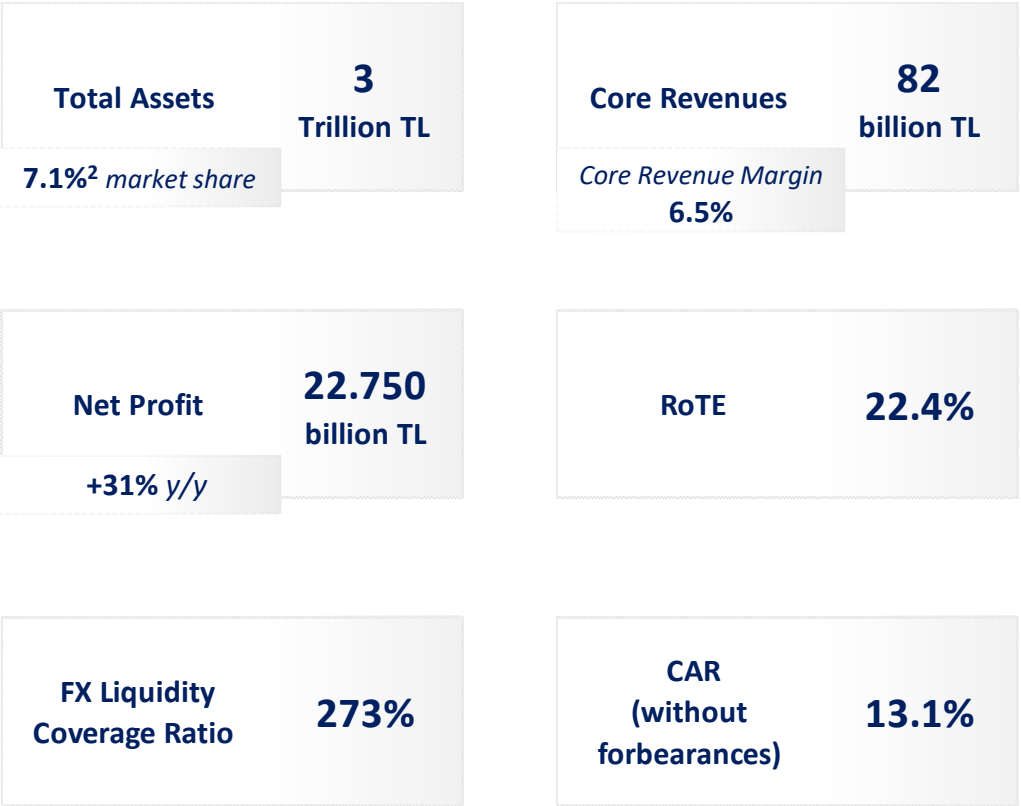 Total Assets
3
Trillion TL
7.1%² market share
Core Revenues
82
billion TL
Core Revenue Margin
6.5%
Net Profit
22.750
billion TL
+31% y/y
RoTE
22.4%
FX Liquidity
Coverage Ratio
273%
CAR
(without
forbearances)
13.1%